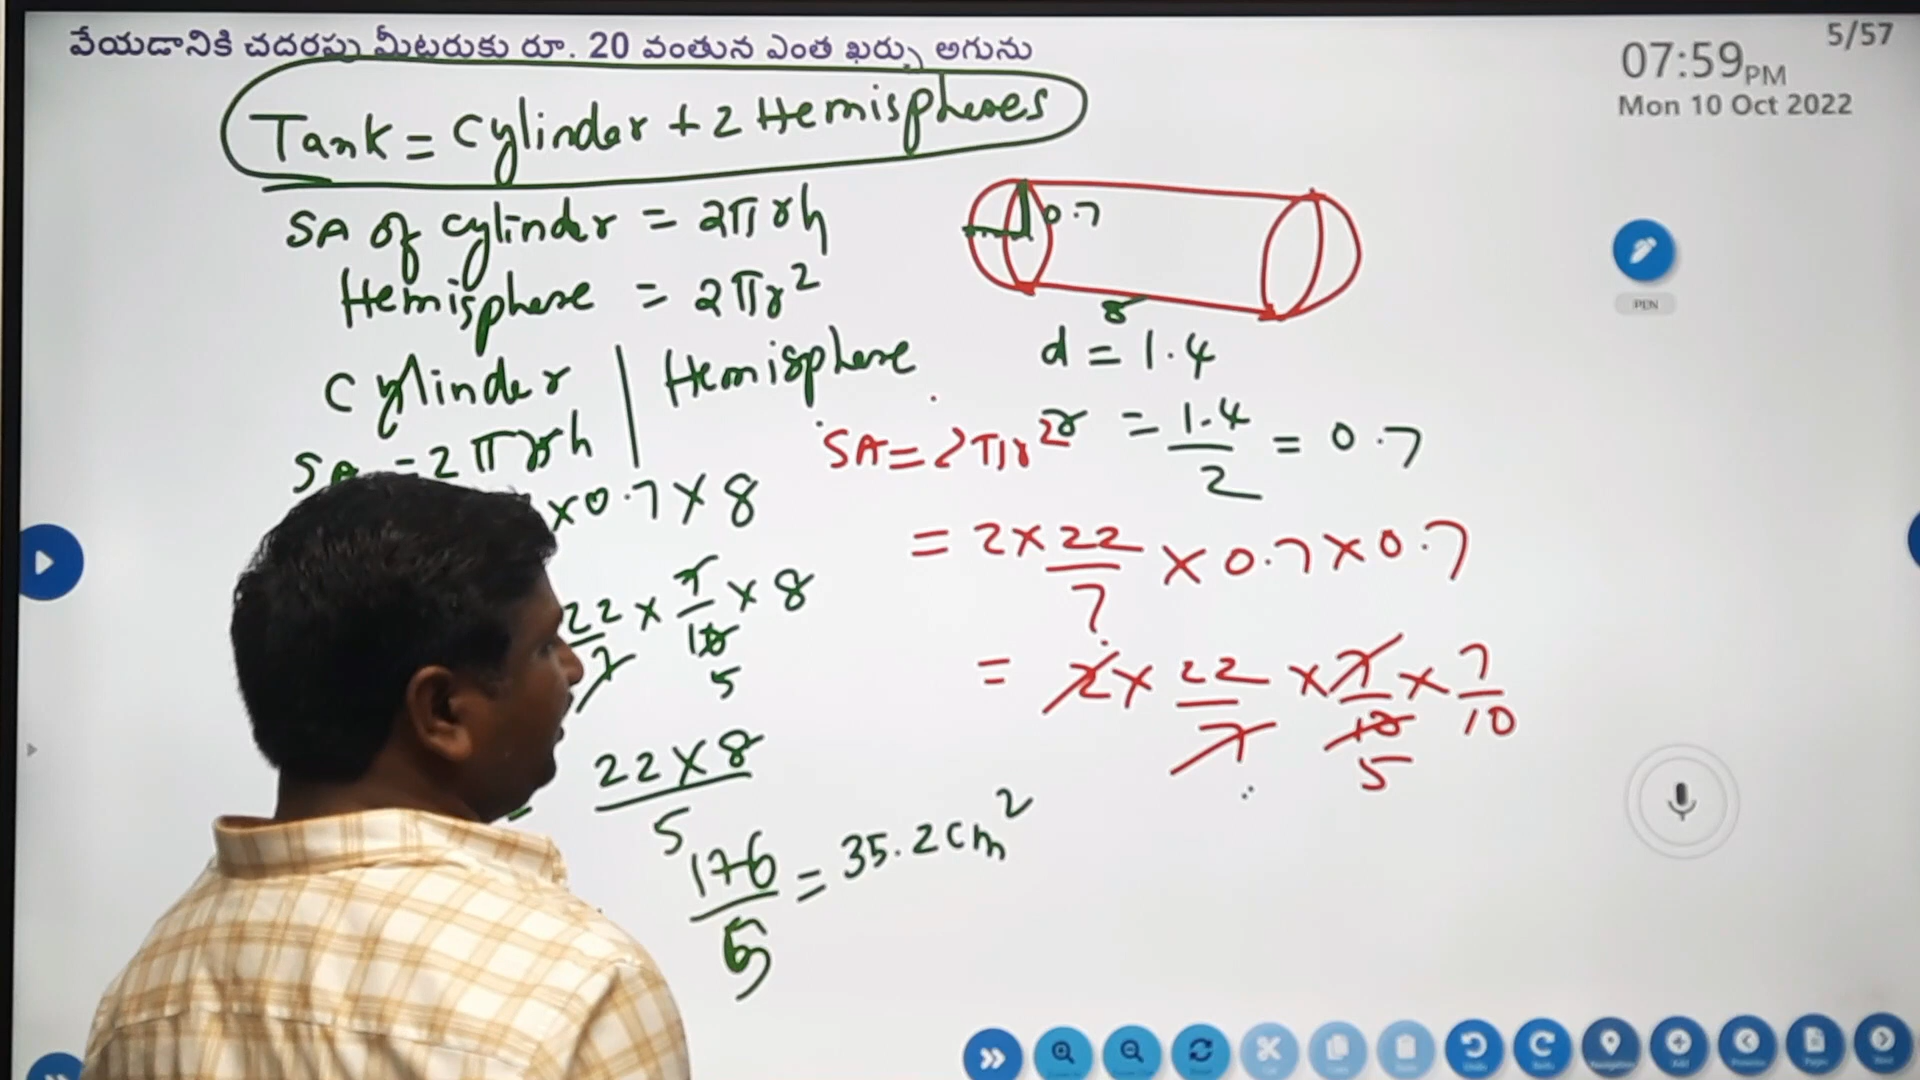 వేయడానికి చదరపు మీటరుకు రూ. 20 వంతున ఎంత ఖర్చు అగును
5/57
07:59PM
Mon 10 Oct 2022
Tank = Cylinder + 2 Hemispheres
SA of cylinder = 2πrh
Hemisphere = 2πr²
0.7
8
d = 1.4
r = 1.4/2 = 0.7
Cylinder | Hemisphere
SA = 2πrh
SA = 2πr²
×0.7×8
= 2×22/7×0.7×0.7
22/7×7/10×8
5
= 2×22/7×7/10×7/10
5
22×8/5
176/5 = 35.2cm²
PEN